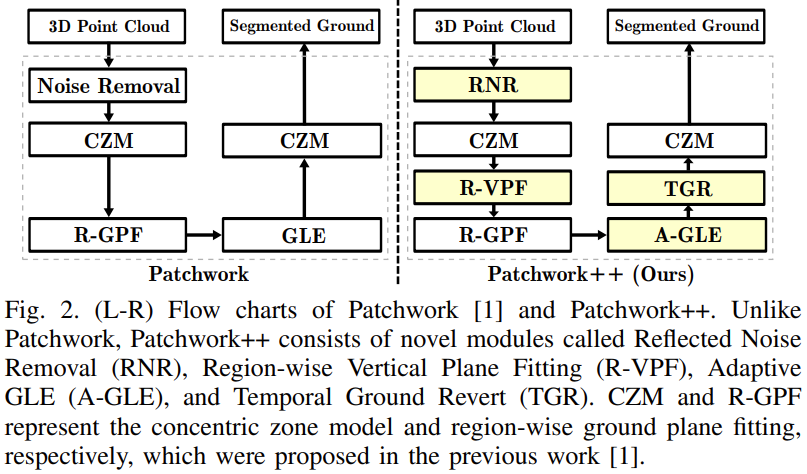 3D Point Cloud
Noise Removal
CZM
R-GPF
GLE
CZM
Segmented Ground
Patchwork
3D Point Cloud
RNR
CZM
R-VPF
R-GPF
A-GLE
TGR
CZM
Segmented Ground
Patchwork++ (Ours)
Fig. 2. (L-R) Flow charts of Patchwork [1] and Patchwork++. Unlike
Patchwork, Patchwork++ consists of novel modules called Reflected Noise
Removal (RNR), Region-wise Vertical Plane Fitting (R-VPF), Adaptive
GLE (A-GLE), and Temporal Ground Revert (TGR). CZM and R-GPF
represent the concentric zone model and region-wise ground plane fitting,
respectively, which were proposed in the previous work [1].